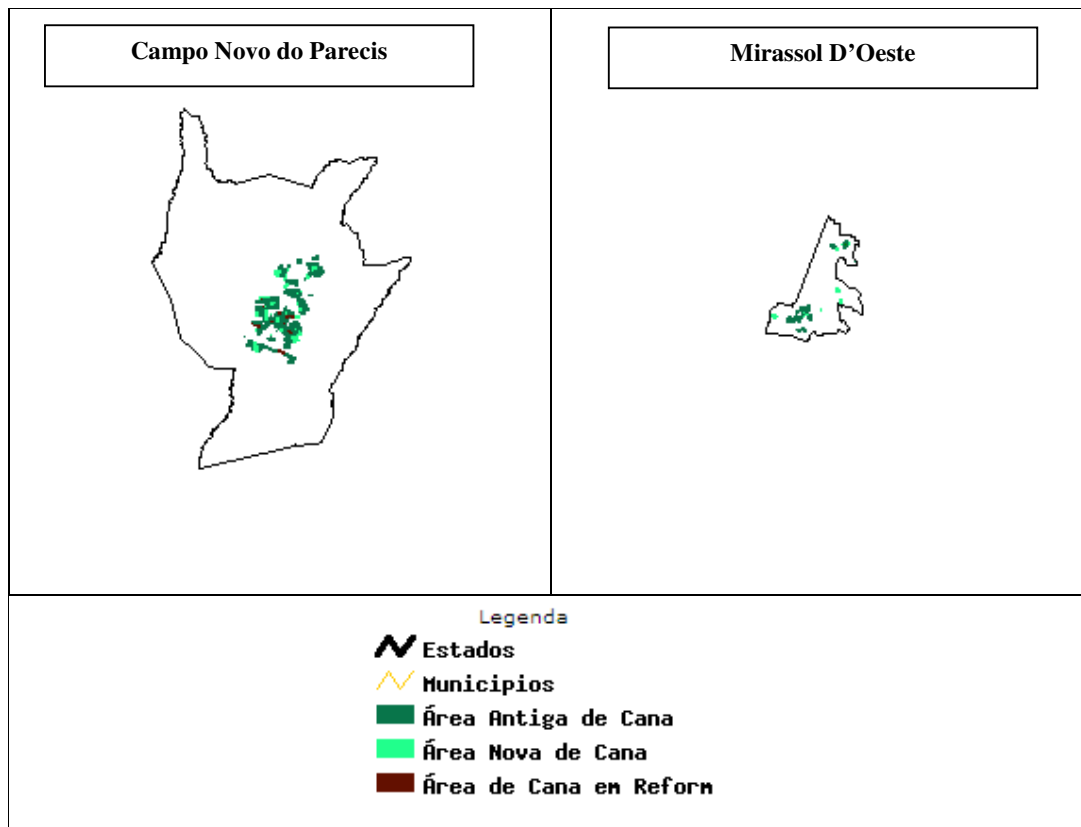 Campo Novo do Parecis
Mirassol D’Oeste
Legenda
Estados
Municipios
Área Antiga de Cana
Área Nova de Cana
Área de Cana em Reform